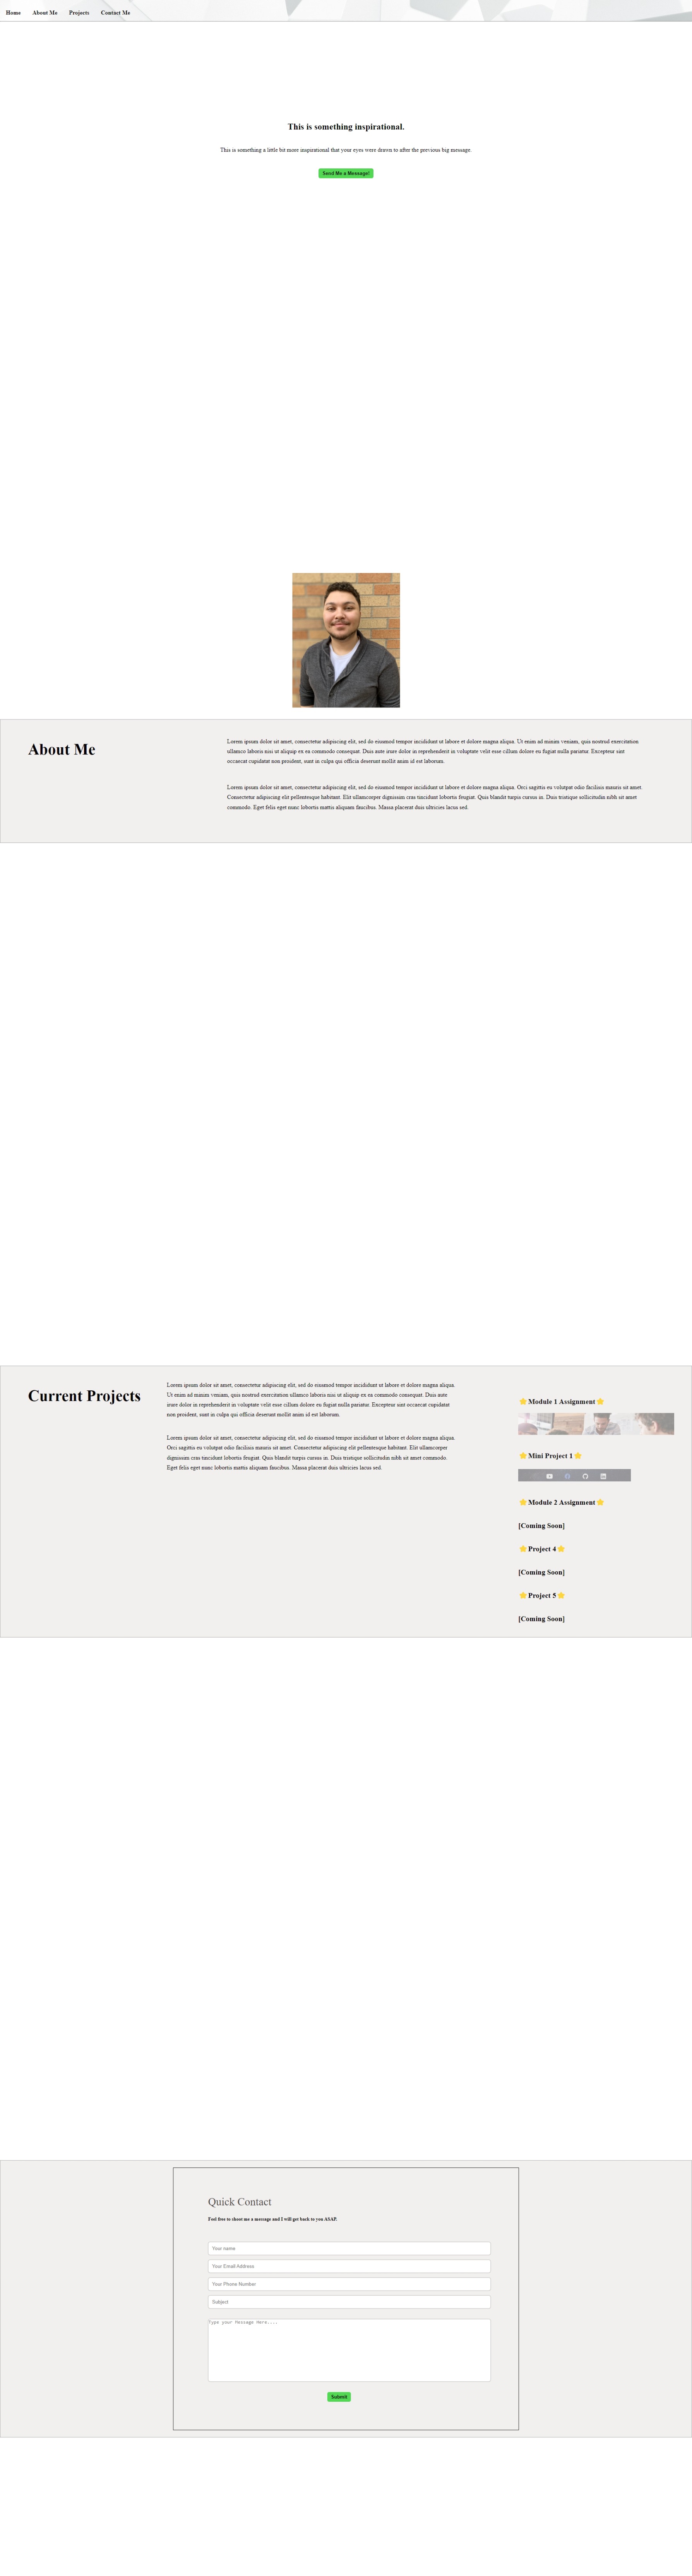 Home About Me Projects Contact Me
This is something inspirational.
This is something a little bit more inspirational that your eyes were drawn to after the previous big message.
Send Me a Message!
About Me
Lorem ipsum dolor sit amet, consectetur adipiscing elit, sed do eiusmod tempor incididunt ut labore et dolore magna aliqua. Ut enim ad minim veniam, quis nostrud exercitation
ullamco laboris nisi ut aliquip ex ea commodo consequat. Duis aute irure dolor in reprehenderit in voluptate velit esse cillum dolore eu fugiat nulla pariatur. Excepteur sint
occaecat cupidatat non proident, sunt in culpa qui officia deserunt mollit anim id est laborum.
Lorem ipsum dolor sit amet, consectetur adipiscing elit, sed do eiusmod tempor incididunt ut labore et dolore magna aliqua. Orci sagittis eu volutpat odio facilisis mauris sit amet.
Consectetur adipiscing elit pellentesque habitant. Elit ullamcorper dignissim cras tincidunt lobortis feugiat. Quis blandit turpis cursus in. Duis tristique sollicitudin nibh sit amet
commodo. Eget felis eget nunc lobortis mattis aliquam faucibus. Massa placerat duis ultricies lacus sed.
Current Projects
Lorem ipsum dolor sit amet, consectetur adipiscing elit, sed do eiusmod tempor incididunt ut labore et dolore magna aliqua.
Ut enim ad minim veniam, quis nostrud exercitation ullamco laboris nisi ut aliquip ex ea commodo consequat. Duis aute
irure dolor in reprehenderit in voluptate velit esse cillum dolore eu fugiat nulla pariatur. Excepteur sint occaecat cupidatat
non proident, sunt in culpa qui officia deserunt mollit anim id est laborum.
Lorem ipsum dolor sit amet, consectetur adipiscing elit, sed do eiusmod tempor incididunt ut labore et dolore magna aliqua.
Orci sagittis eu volutpat odio facilisis mauris sit amet. Consectetur adipiscing elit pellentesque habitant. Elit ullamcorper
dignissim cras tincidunt lobortis feugiat. Quis blandit turpis cursus in. Duis tristique sollicitudin nibh sit amet commodo.
Eget felis eget nunc lobortis mattis aliquam faucibus. Massa placerat duis ultricies lacus sed.
⭐Module 1 Assignment⭐
⭐Mini Project 1⭐
⭐Module 2 Assignment⭐
[Coming Soon]
⭐Project 4⭐
[Coming Soon]
⭐Project 5⭐
[Coming Soon]
Quick Contact
Feel free to shoot me a message and I will get back to you ASAP.
Your name
Your Email Address
Your Phone Number
Subject
Type your Message Here....
Submit